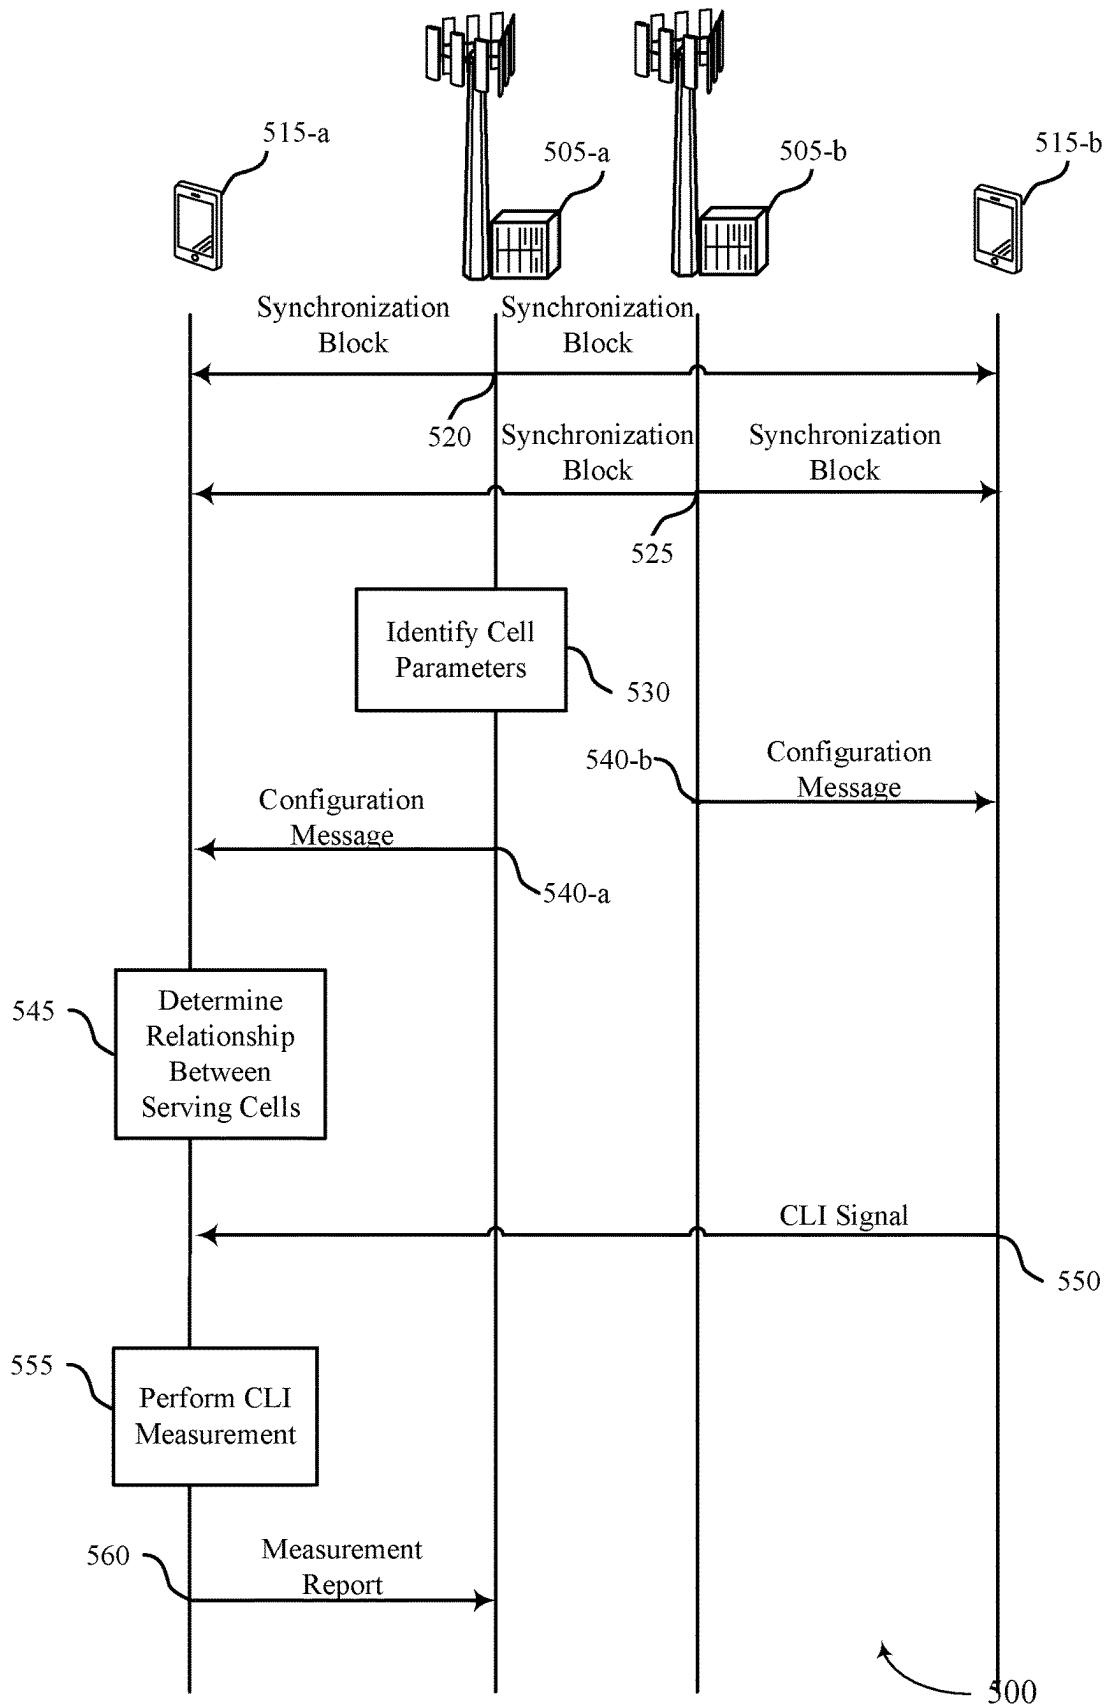 515-a
505-a
505-b
515-b
Synchronization
Block
Synchronization
Block
520
Synchronization
Block
Synchronization
Block
525
Identify Cell
Parameters
530
540-b
Configuration
Message
Configuration
Message
540-a
545
Determine
Relationship
Between
Serving Cells
CLI Signal
550
555
Perform CLI
Measurement
560
Measurement
Report
500